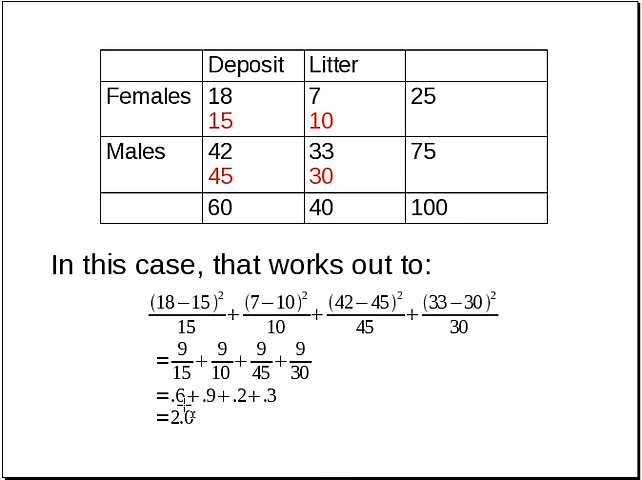 Deposit Litter
Females 18 7 25
15 10
Males 42 33 75
45 30
60 40 100
In this case, that works out to:
(18−15)²/15 + (7−10)²/10 + (42−45)²/45 + (33−30)²/30
= 9/15 + 9/10 + 9/45 + 9/30
= .6 + .9 + .2 + .3
= 2.0